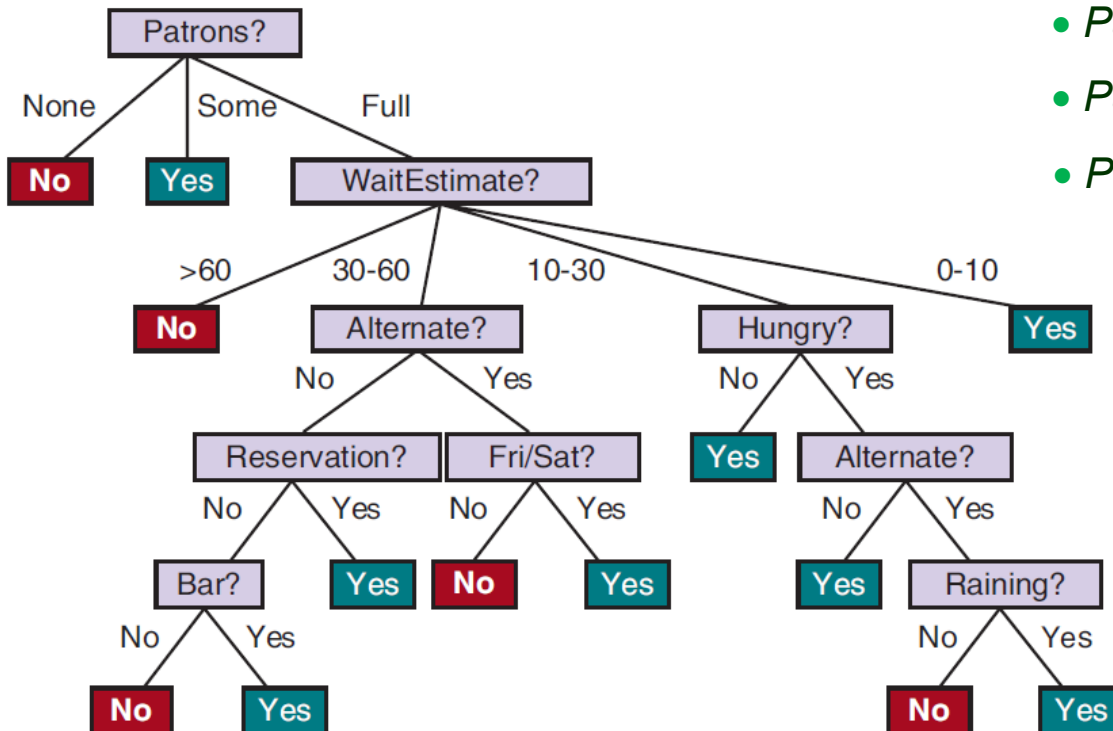 Patrons?
None Some Full
No Yes WaitEstimate?
>60 30-60 10-30 0-10
No Alternate? Hungry? Yes
No Yes No Yes
Reservation? Fri/Sat? Yes Alternate?
No Yes No Yes No Yes
Bar? Yes No Yes Yes Raining?
No Yes No Yes
No Yes No Yes
• P
• P
• P